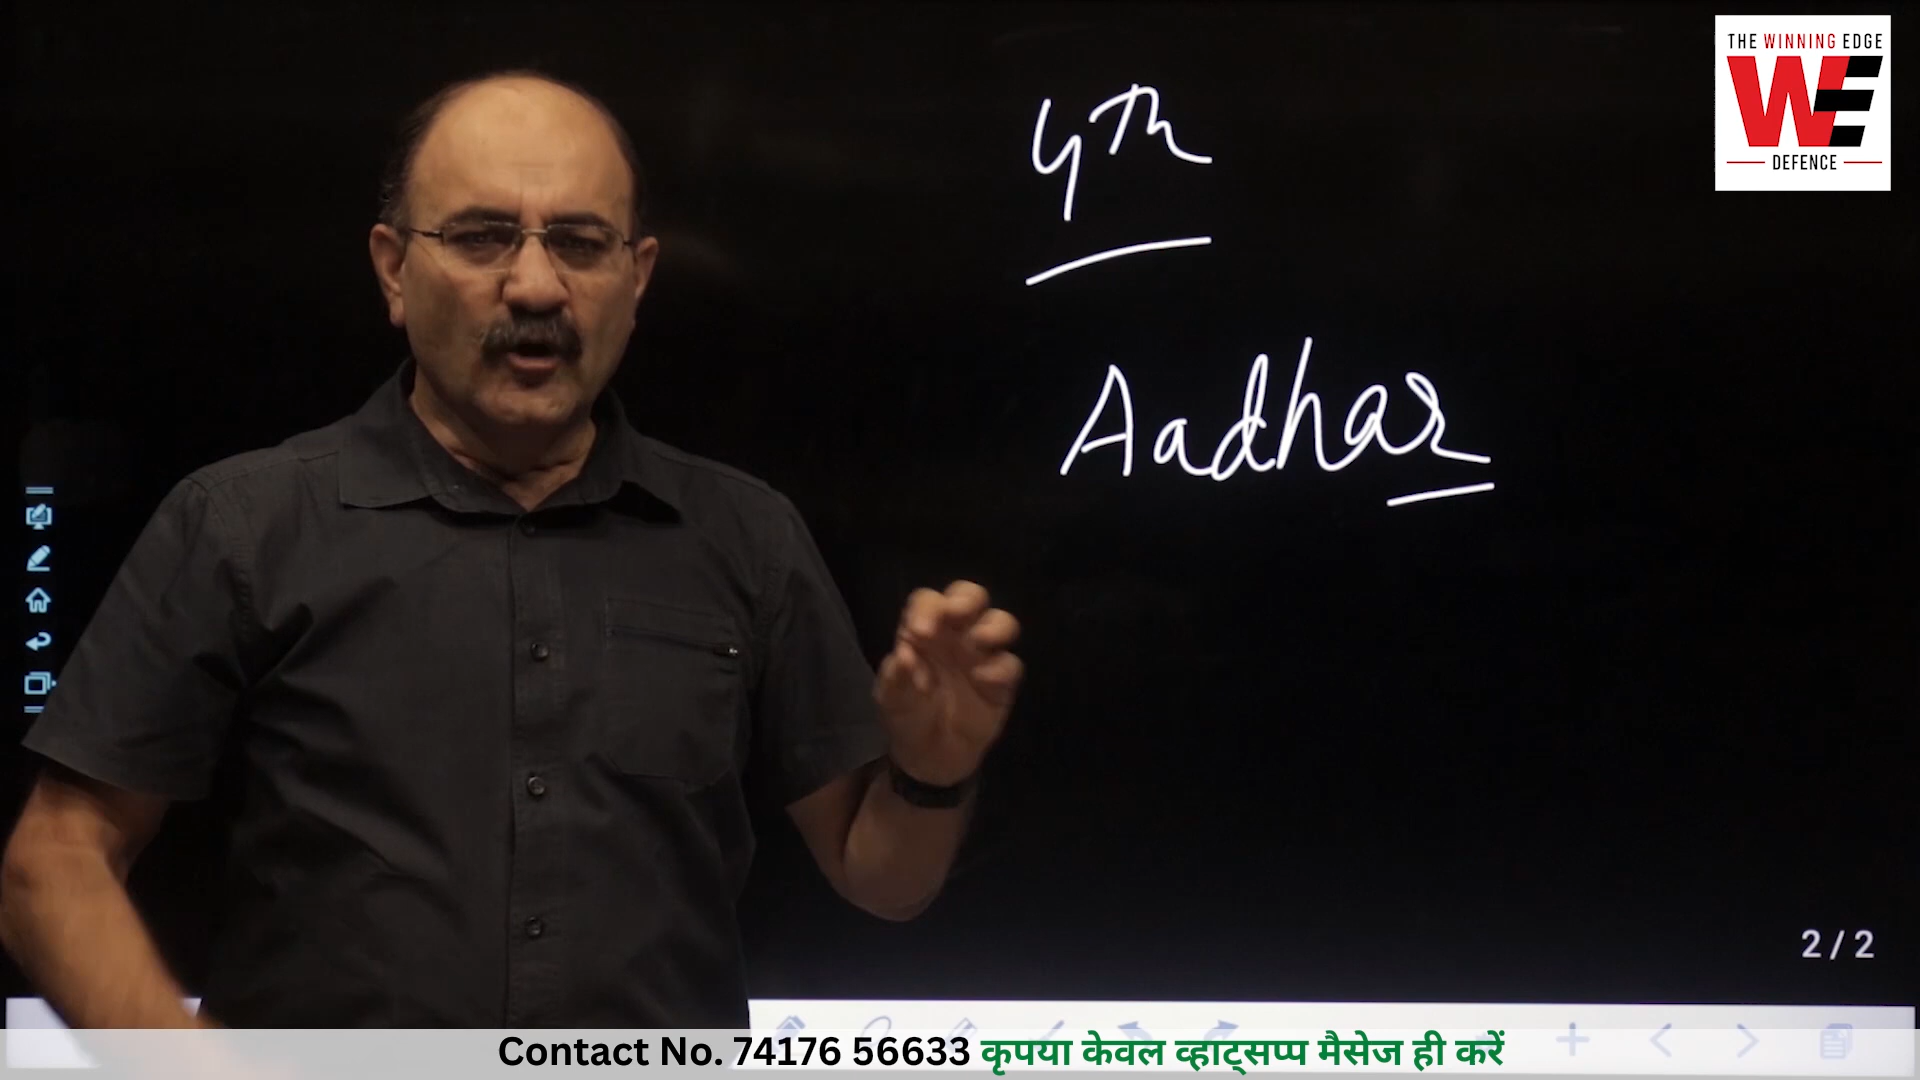 THE WINNING EDGE
WE
DEFENCE
4th
Aadhar
2 / 2
Contact No. 74176 56633 कृपया केवल व्हाट्सप्प मैसेज ही करें